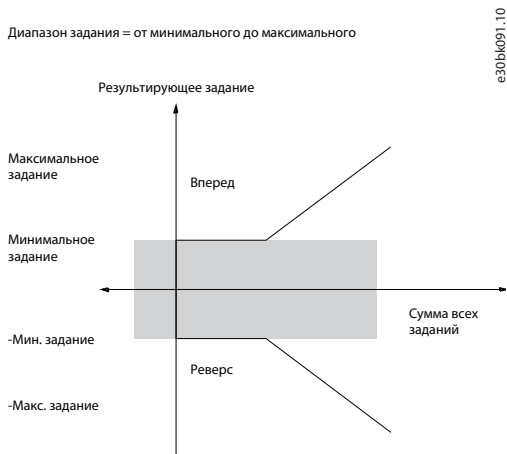 Диапазон задания = от минимального до максимального
e30bk091.10
Результирующее задание
Максимальное
задание
Вперед
Минимальное
задание
Сумма всех
заданий
-Мин. задание
Реверс
-Макс. задание